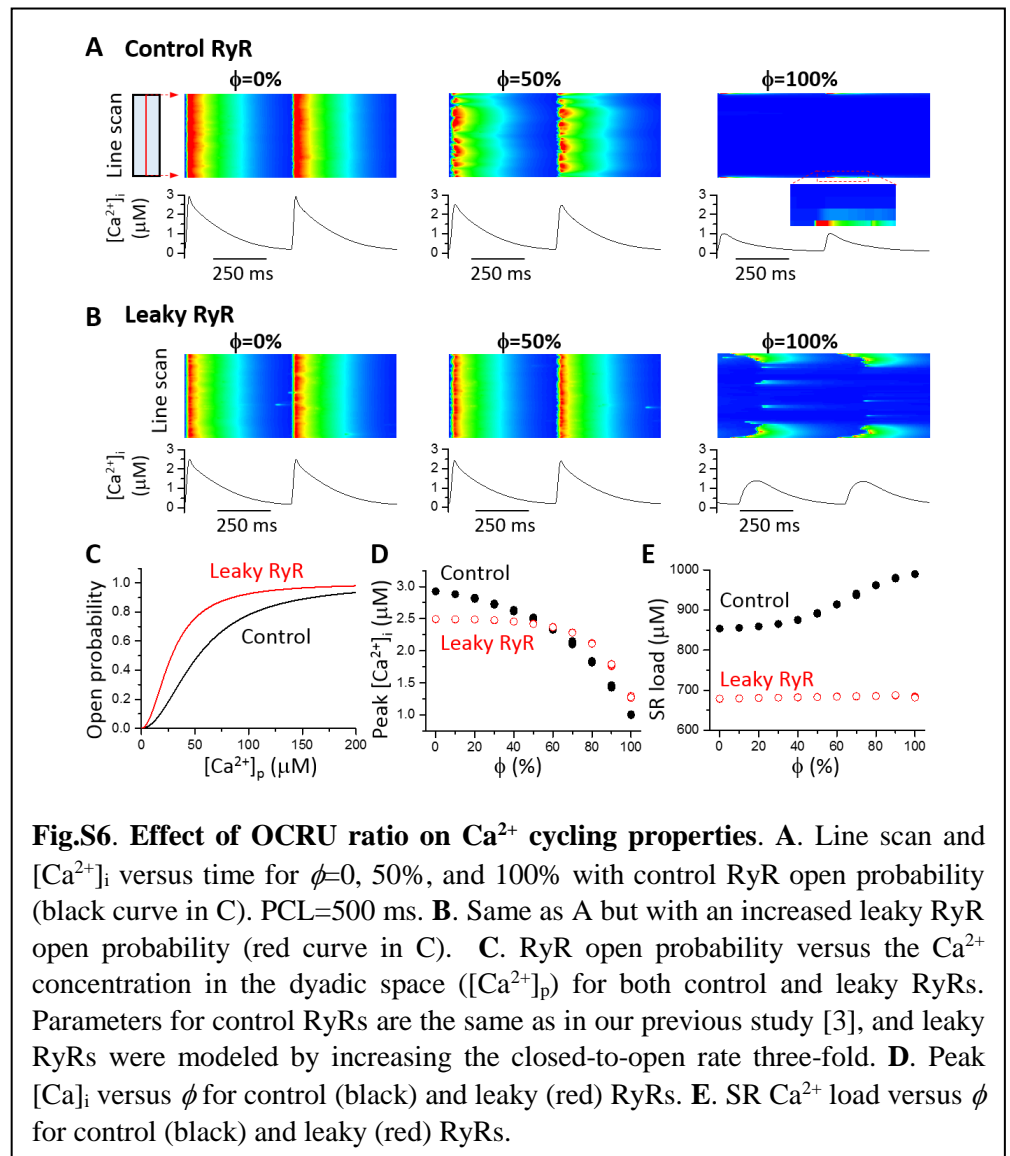 A Control RyR
ϕ=0% ϕ=50% ϕ=100%
Line scan
[Ca²⁺]i (μM)
3
2
1
0
250 ms 250 ms 250 ms
B Leaky RyR
ϕ=0% ϕ=50% ϕ=100%
Line scan
[Ca²⁺]i (μM)
3
2
1
0
250 ms 250 ms 250 ms
C
Open probability
1.0
0.8
0.6
0.4
0.2
0.0
Leaky RyR
Control
0 50 100 150 200
[Ca²⁺]p (μM)
D
Peak [Ca²⁺]i (μM)
3.0
2.5
2.0
1.5
1.0
Control
Leaky RyR
0 20 40 60 80 100
ϕ (%)
E
SR load (μM)
1000
900
800
700
600
Control
Leaky RyR
0 20 40 60 80 100
ϕ (%)
Fig.S6. Effect of OCRU ratio on Ca²⁺ cycling properties. A. Line scan and
[Ca²⁺]i versus time for ϕ=0, 50%, and 100% with control RyR open probability
(black curve in C). PCL=500 ms. B. Same as A but with an increased leaky RyR
open probability (red curve in C). C. RyR open probability versus the Ca²⁺
concentration in the dyadic space ([Ca²⁺]p) for both control and leaky RyRs.
Parameters for control RyRs are the same as in our previous study [3], and leaky
RyRs were modeled by increasing the closed-to-open rate three-fold. D. Peak
[Ca]i versus ϕ for control (black) and leaky (red) RyRs. E. SR Ca²⁺ load versus ϕ
for control (black) and leaky (red) RyRs.